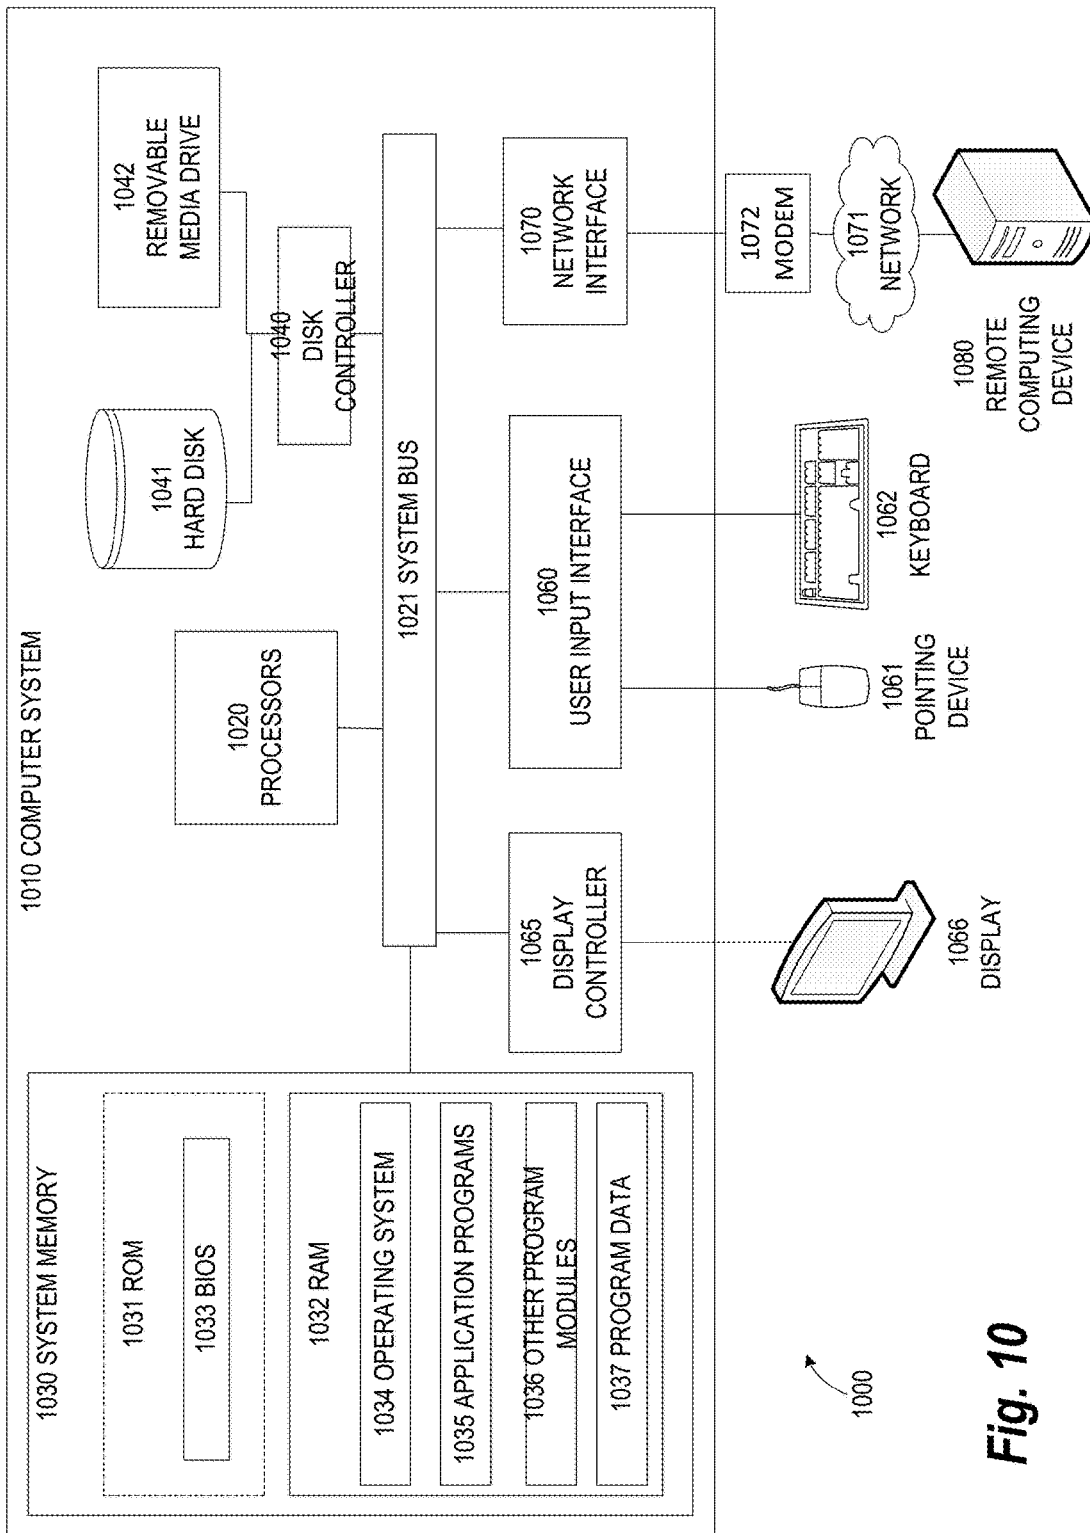 1010 COMPUTER SYSTEM
1030 SYSTEM MEMORY
1031 ROM
1033 BIOS
1032 RAM
1034 OPERATING SYSTEM
1035 APPLICATION PROGRAMS
1036 OTHER PROGRAM
MODULES
1037 PROGRAM DATA
1020
PROCESSORS
1041
HARD DISK
1042
REMOVABLE
MEDIA DRIVE
1040
DISK
CONTROLLER
1021 SYSTEM BUS
1065
DISPLAY
CONTROLLER
1060
USER INPUT INTERFACE
1070
NETWORK
INTERFACE
1072
MODEM
1071
NETWORK
1066
DISPLAY
1061
POINTING
DEVICE
1062
KEYBOARD
1080
REMOTE
COMPUTING
DEVICE
1000
Fig. 10